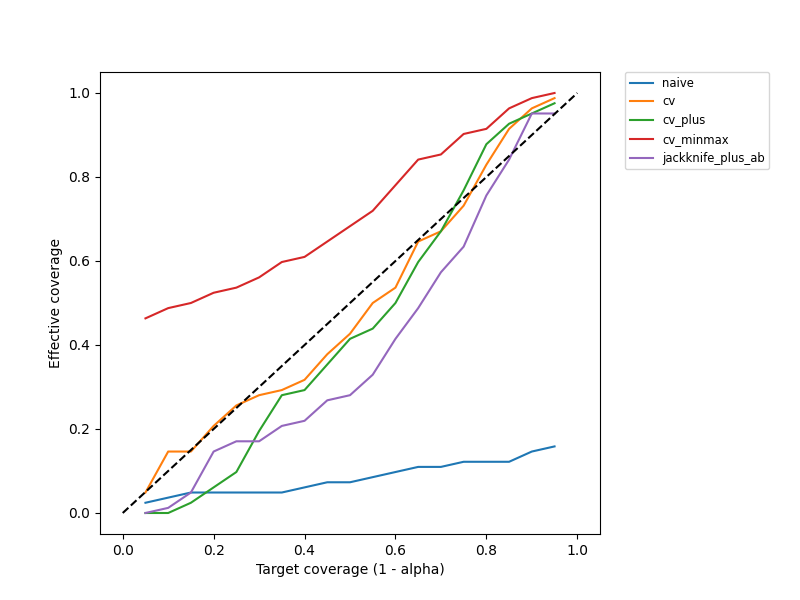 naive
cv
cv_plus
cv_minmax
jackknife_plus_ab
Effective coverage
1.0
0.8
0.6
0.4
0.2
0.0
0.0 0.2 0.4 0.6 0.8 1.0
Target coverage (1 - alpha)